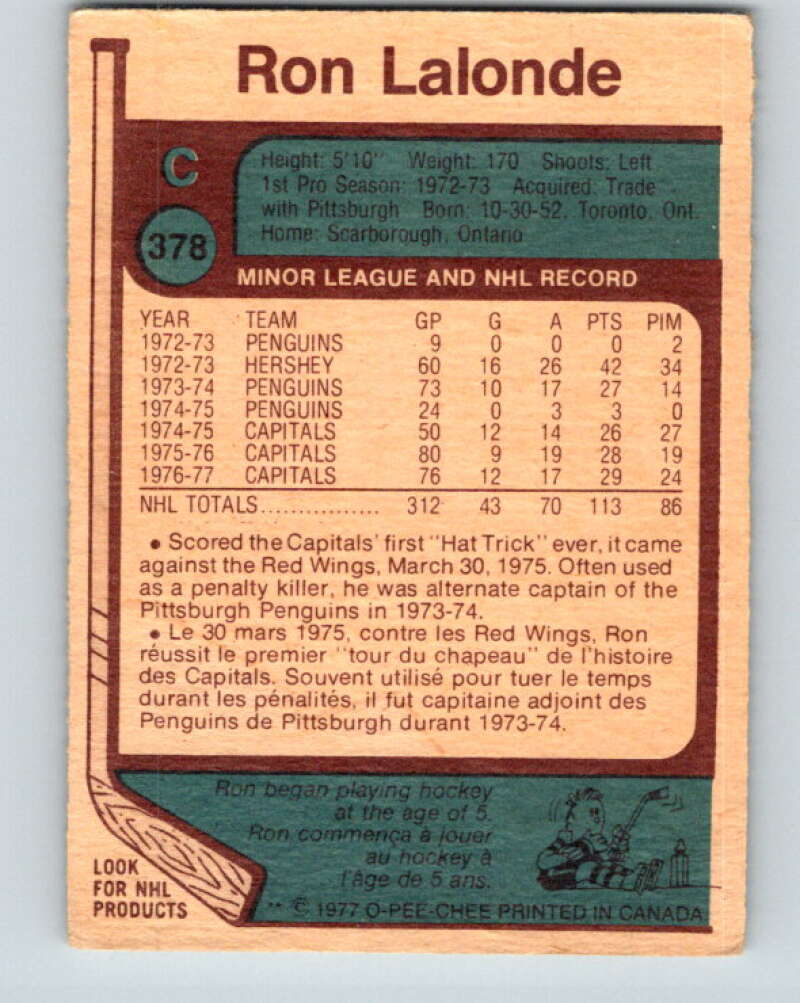 Ron Lalonde
C
378
Height: 5'10" Weight: 170 Shoots: Left
1st Pro Season: 1972-73 Acquired: Trade
with Pittsburgh Born: 10-30-52, Toronto, Ont.
Home: Scarborough, Ontario
MINOR LEAGUE AND NHL RECORD
YEAR TEAM GP G A PTS PIM
1972-73 PENGUINS 9 0 0 0 2
1972-73 HERSHEY 60 16 26 42 34
1973-74 PENGUINS 73 10 17 27 14
1974-75 PENGUINS 24 0 3 3 0
1974-75 CAPITALS 50 12 14 26 27
1975-76 CAPITALS 80 9 19 28 19
1976-77 CAPITALS 76 12 17 29 24
NHL TOTALS................ 312 43 70 113 86
• Scored the Capitals' first "Hat Trick" ever, it came
against the Red Wings, March 30, 1975. Often used
as a penalty killer, he was alternate captain of the
Pittsburgh Penguins in 1973-74.
• Le 30 mars 1975, contre les Red Wings, Ron
réussit le premier "tour du chapeau" de l'histoire
des Capitals. Souvent utilisé pour tuer le temps
durant les pénalités, il fut capitaine adjoint des
Penguins de Pittsburgh durant 1973-74.
Ron began playing hockey
at the age of 5.
Ron commença à jouer
au hockey à
l'âge de 5 ans.
LOOK
FOR NHL
PRODUCTS
** © 1977 O-PEE-CHEE PRINTED IN CANADA